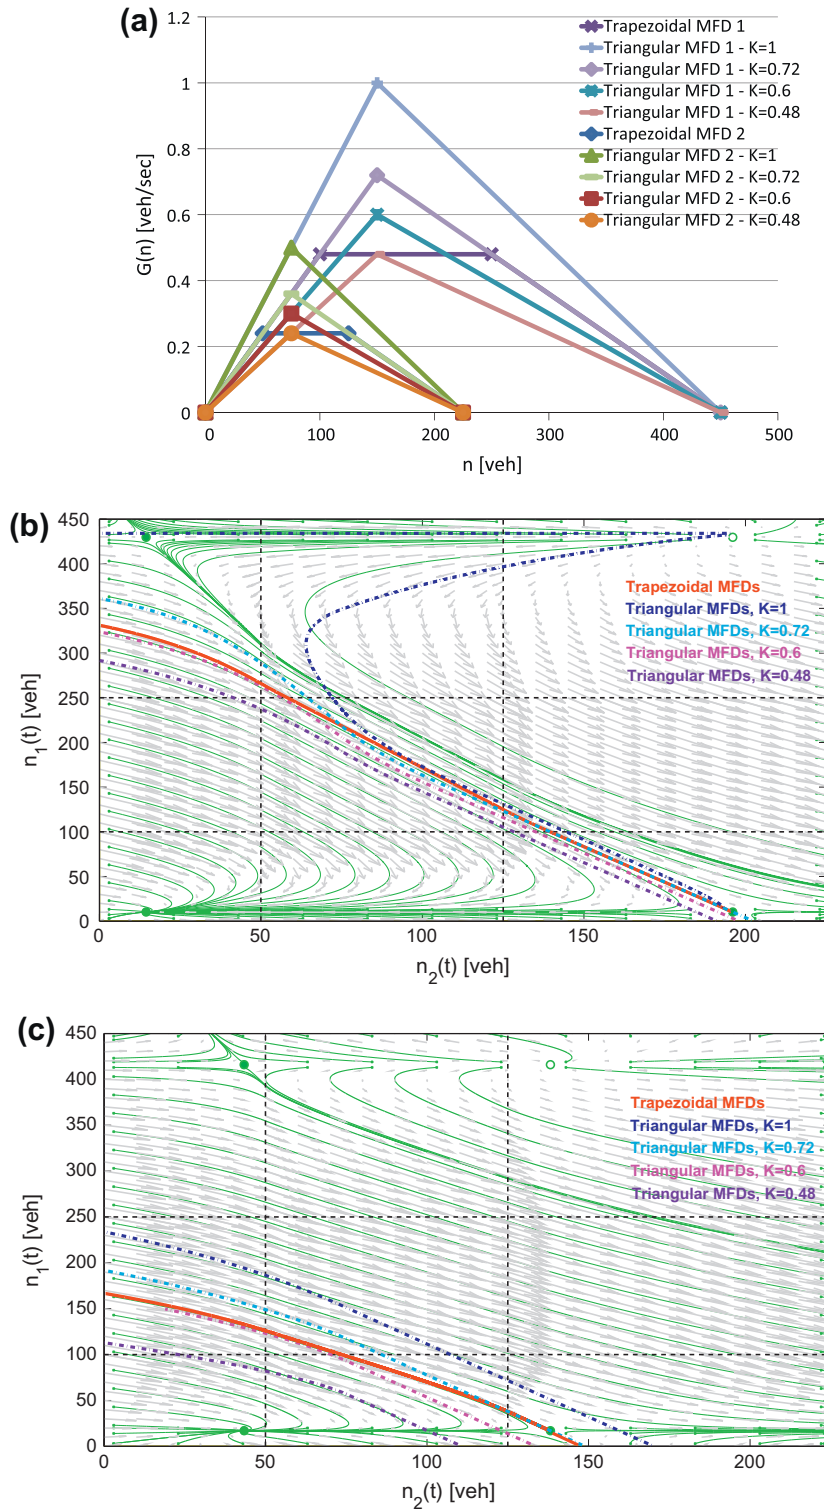 (a)
1.2
1
0.8
0.6
0.4
0.2
0
G(n) [veh/sec]
Trapezoidal MFD 1
Triangular MFD 1 - K=1
Triangular MFD 1 - K=0.72
Triangular MFD 1 - K=0.6
Triangular MFD 1 - K=0.48
Trapezoidal MFD 2
Triangular MFD 2 - K=1
Triangular MFD 2 - K=0.72
Triangular MFD 2 - K=0.6
Triangular MFD 2 - K=0.48
0 100 200 300 400 500
n [veh]
(b)
450
400
350
300
250
200
150
100
50
0
n1(t) [veh]
Trapezoidal MFDs
Triangular MFDs, K=1
Triangular MFDs, K=0.72
Triangular MFDs, K=0.6
Triangular MFDs, K=0.48
0 50 100 150 200
n2(t) [veh]
(c)
450
400
350
300
250
200
150
100
50
0
n1(t) [veh]
Trapezoidal MFDs
Triangular MFDs, K=1
Triangular MFDs, K=0.72
Triangular MFDs, K=0.6
Triangular MFDs, K=0.48
0 50 100 150 200
n2(t) [veh]